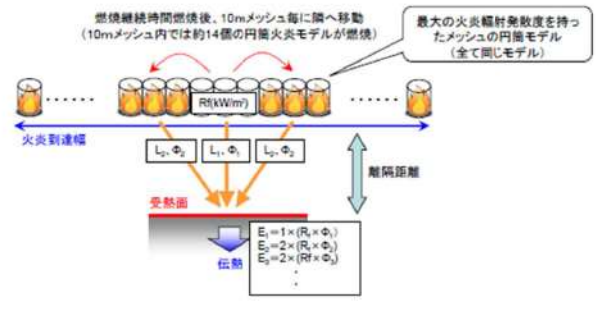 燃焼継続時間燃焼後、10mメッシュ毎に隣へ移動
(10mメッシュ内では約14個の円筒火炎モデルが燃焼)
最大の火炎輻射発散度を持っ
たメッシュの円筒モデル
(全て同じモデル)
Rf(kW/m²)
火炎到達幅
L₂、Φ₂
L₁、Φ₁
L₂、Φ₂
離隔距離
受熱面
伝熱
E₁=1×(Rf×Φ₁)
E₂=2×(Rf×Φ₂)
E₃=2×(Rf×Φ₃)